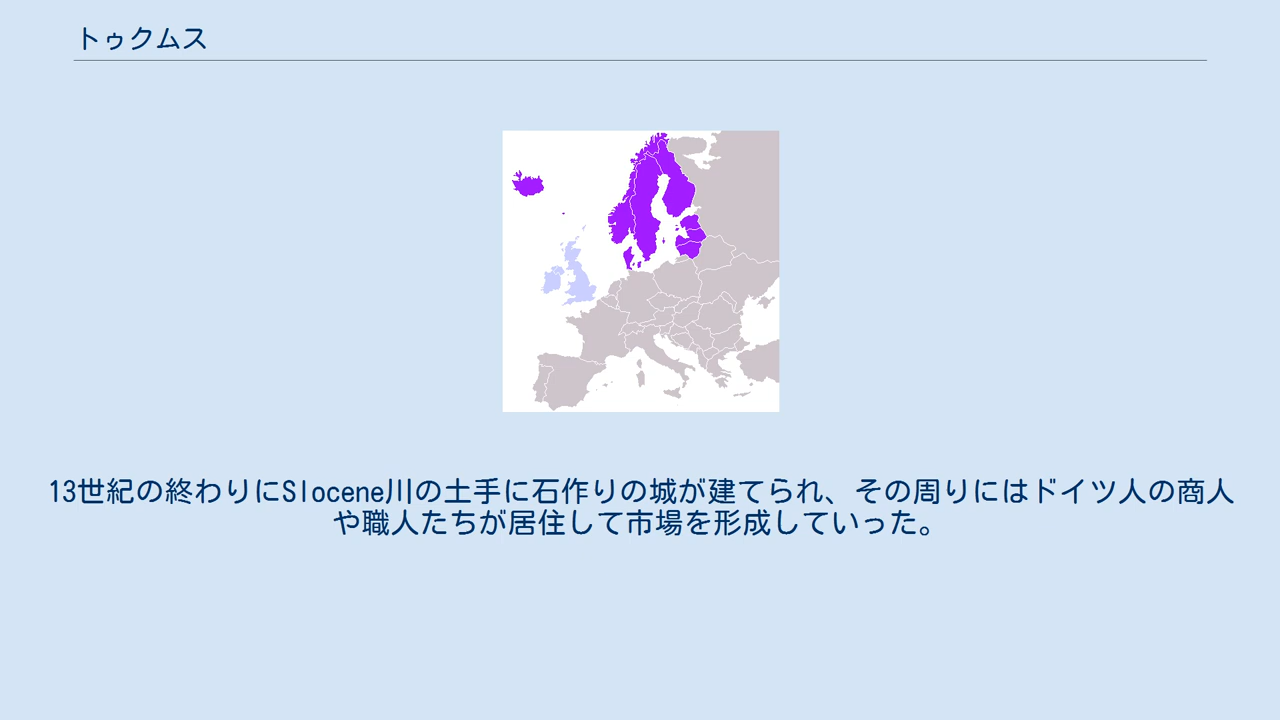 トゥクムス
13世紀の終わりにSlocene川の土手に石作りの城が建てられ、その周りにはドイツ人の商人
や職人たちが居住して市場を形成していった。